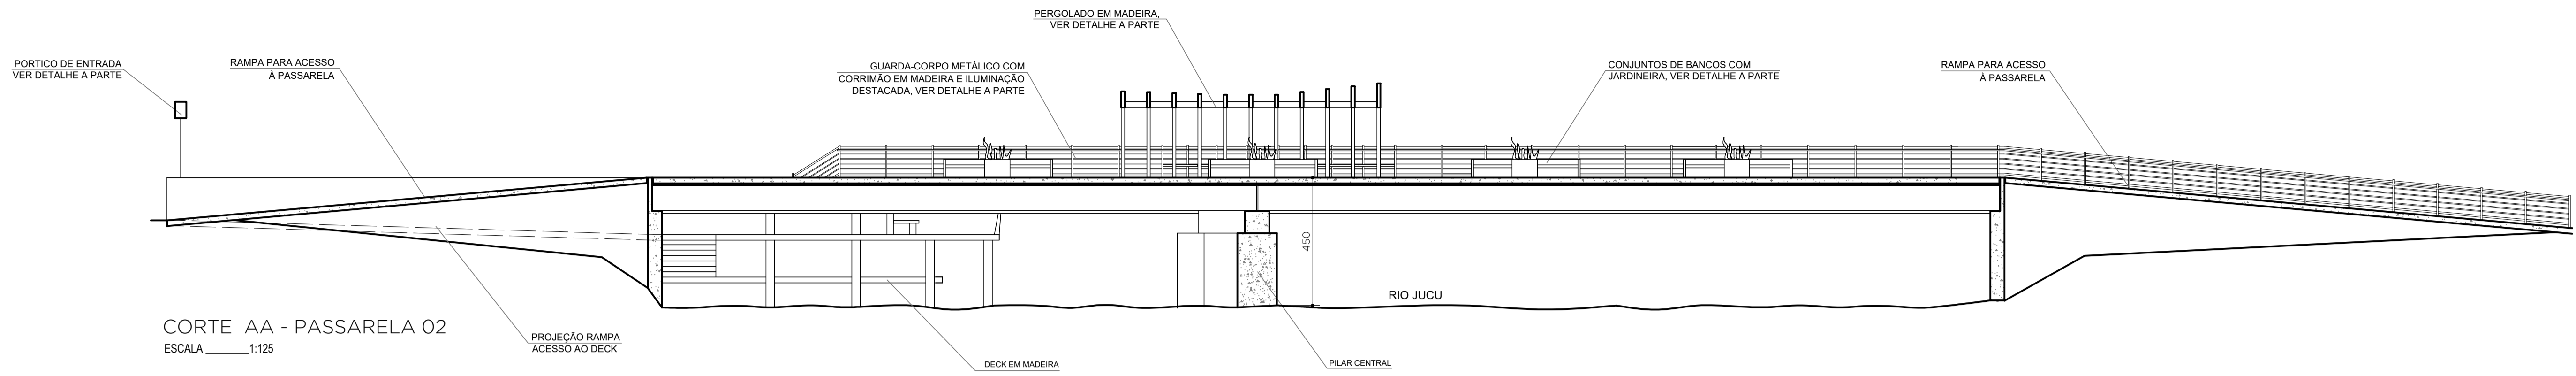 PERGOLADO EM MADEIRA,
VER DETALHE A PARTE
PORTICO DE ENTRADA
VER DETALHE A PARTE
RAMPA PARA ACESSO
À PASSARELA
GUARDA-CORPO METÁLICO COM
CORRIMÃO EM MADEIRA E ILUMINAÇÃO
DESTACADA, VER DETALHE A PARTE
CONJUNTOS DE BANCOS COM
JARDINEIRA, VER DETALHE A PARTE
RAMPA PARA ACESSO
À PASSARELA
450
RIO JUCU
CORTE AA - PASSARELA 02
ESCALA ________ 1:125
PROJEÇÃO RAMPA
ACESSO AO DECK
DECK EM MADEIRA
PILAR CENTRAL